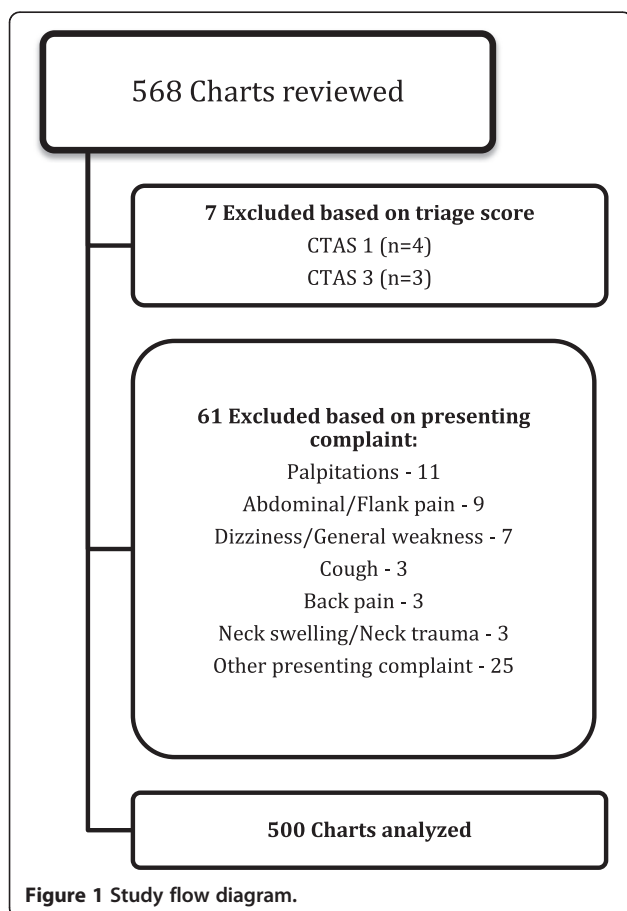 568 Charts reviewed
7 Excluded based on triage score
CTAS 1 (n=4)
CTAS 3 (n=3)
61 Excluded based on presenting
complaint:
Palpitations - 11
Abdominal/Flank pain - 9
Dizziness/General weakness - 7
Cough - 3
Back pain - 3
Neck swelling/Neck trauma - 3
Other presenting complaint - 25
500 Charts analyzed
Figure 1 Study flow diagram.